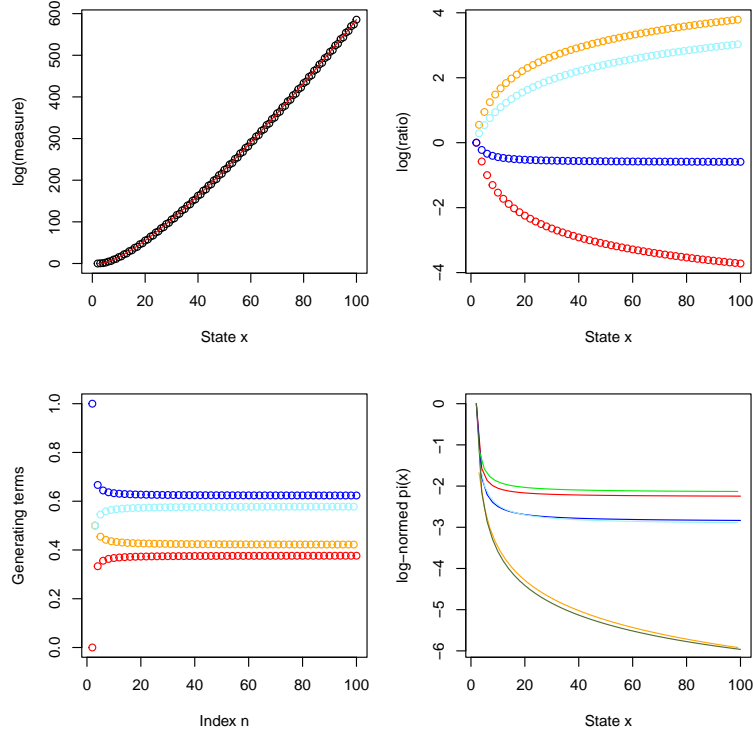 0 100 200 300 400 500 600
log(measure)
0 20 40 60 80 100
State x
−4 −2 0 2 4
log(ratio)
0 20 40 60 80 100
State x
0.0 0.2 0.4 0.6 0.8 1.0
Generating terms
0 20 40 60 80 100
Index n
−6 −5 −4 −3 −2 −1 0
log−normed pi(x)
0 20 40 60 80 100
State x